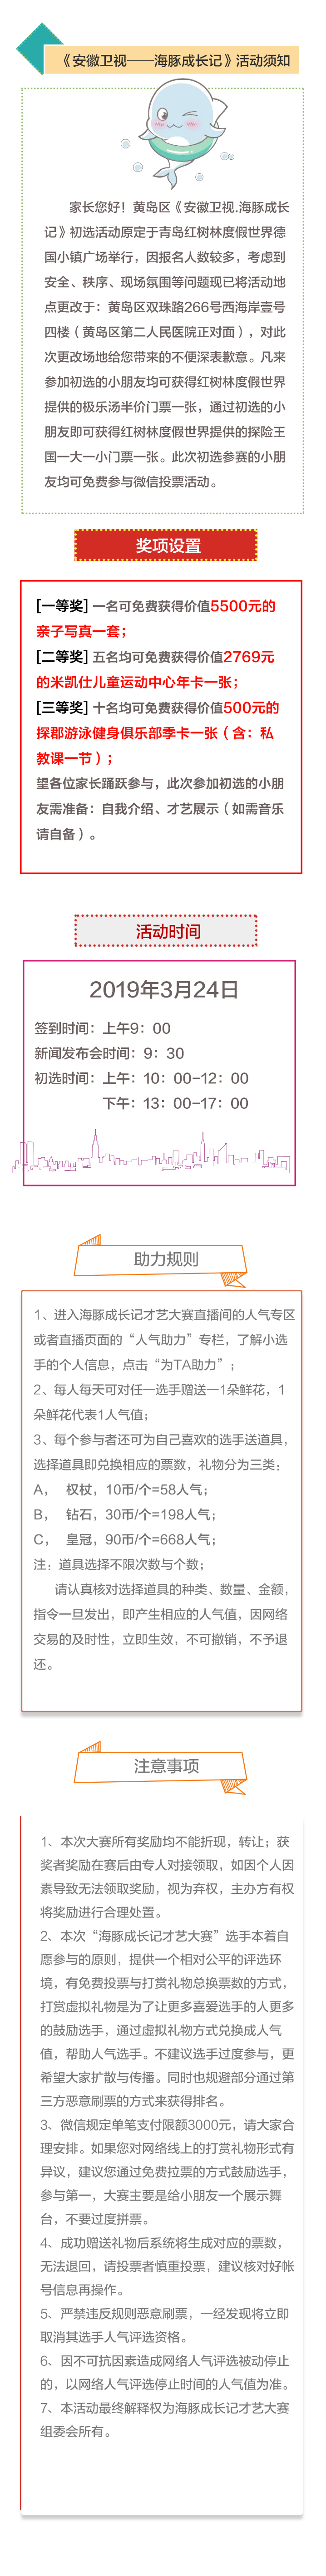 《安徽卫视——海豚成长记》活动须知
家长您好！黄岛区《安徽卫视.海豚成长
记》初选活动原定于青岛红树林度假世界德
国小镇广场举行，因报名人数较多，考虑到
安全、秩序、现场氛围等问题现已将活动地
点更改于：黄岛区双珠路266号西海岸壹号
四楼（黄岛区第二人民医院正对面），对此
次更改场地给您带来的不便深表歉意。凡来
参加初选的小朋友均可获得红树林度假世界
提供的极乐汤半价门票一张，通过初选的小
朋友即可获得红树林度假世界提供的探险王
国一大一小门票一张。此次初选参赛的小朋
友均可免费参与微信投票活动。
奖项设置
[一等奖] 一名可免费获得价值5500元的
亲子写真一套；
[二等奖] 五名均可免费获得价值2769元
的米凯仕儿童运动中心年卡一张；
[三等奖] 十名均可免费获得价值500元的
探郡游泳健身俱乐部季卡一张（含：私
教课一节）；
望各位家长踊跃参与，此次参加初选的小朋
友需准备：自我介绍、才艺展示（如需音乐
请自备）。
活动时间
2019年3月24日
签到时间：上午9：00
新闻发布会时间：9：30
初选时间：上午：10：00-12：00
下午：13：00-17：00
助力规则
1、进入海豚成长记才艺大赛直播间的人气专区
或者直播页面的“人气助力”专栏，了解小选
手的个人信息，点击“为TA助力”；
2、每人每天可对任一选手赠送一1朵鲜花，1
朵鲜花代表1人气值；
3、每个参与者还可为自己喜欢的选手送道具，
选择道具即兑换相应的票数，礼物分为三类：
A， 权杖，10币/个=58人气；
B， 钻石，30币/个=198人气；
C， 皇冠，90币/个=668人气；
注：道具选择不限次数与个数；
请认真核对选择道具的种类、数量、金额，
指令一旦发出，即产生相应的人气值，因网络
交易的及时性，立即生效，不可撤销，不予退
还。
注意事项
1、本次大赛所有奖励均不能折现，转让；获
奖者奖励在赛后由专人对接领取，如因个人因
素导致无法领取奖励，视为弃权，主办方有权
将奖励进行合理处置。
2、本次“海豚成长记才艺大赛”选手本着自
愿参与的原则，提供一个相对公平的评选环
境，有免费投票与打赏礼物总换票数的方式，
打赏虚拟礼物是为了让更多喜爱选手的人更多
的鼓励选手，通过虚拟礼物方式兑换成人气
值，帮助人气选手。不建议选手过度参与，更
希望大家扩散与传播。同时也规避部分通过第
三方恶意刷票的方式来获得排名。
3、微信规定单笔支付限额3000元，请大家合
理安排。如果您对网络线上的打赏礼物形式有
异议，建议您通过免费拉票的方式鼓励选手，
参与第一，大赛主要是给小朋友一个展示舞
台，不要过度拼票。
4、成功赠送礼物后系统将生成对应的票数，
无法退回，请投票者慎重投票，建议核对好帐
号信息再操作。
5、严禁违反规则恶意刷票，一经发现将立即
取消其选手人气评选资格。
6、因不可抗因素造成网络人气评选被动停止
的，以网络人气评选停止时间的人气值为准。
7、本活动最终解释权为海豚成长记才艺大赛
组委会所有。